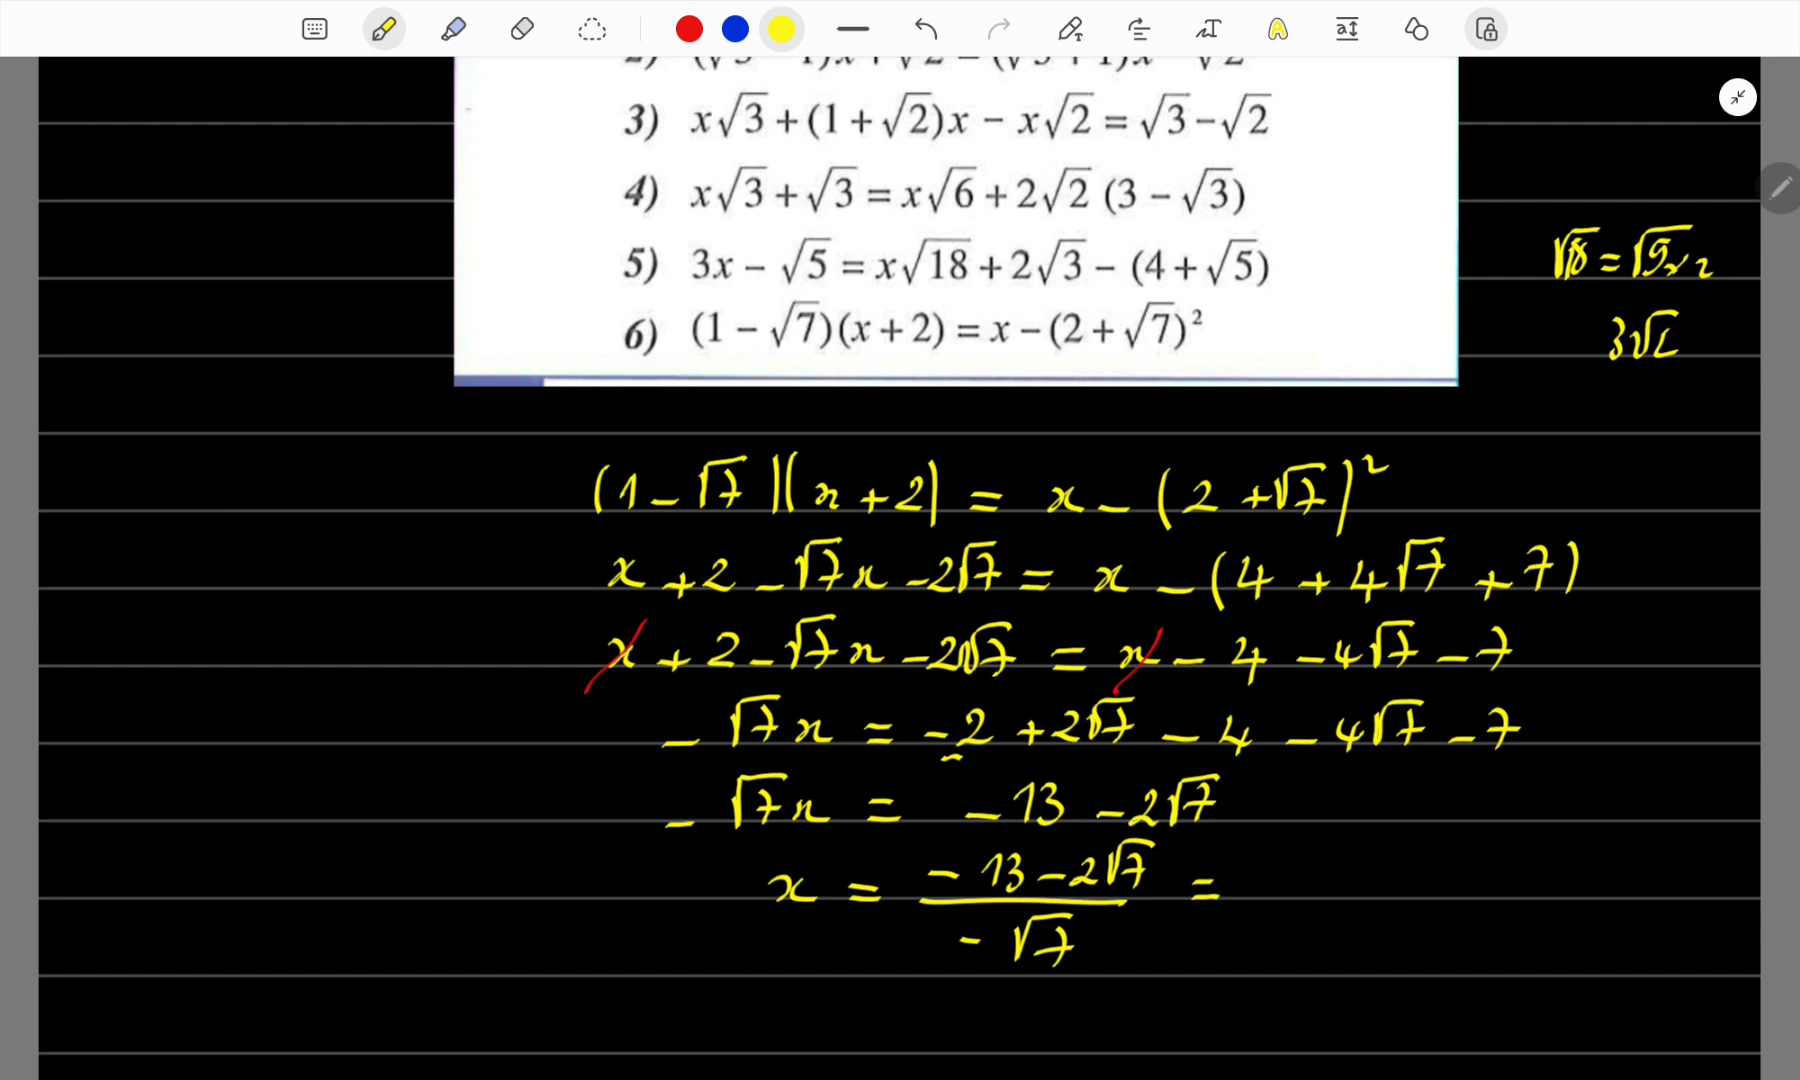 3) x√3 + (1 + √2)x − x√2 = √3 − √2
4) x√3 + √3 = x√6 + 2√2 (3 − √3)
5) 3x − √5 = x√18 + 2√3 − (4 + √5)
6) (1 − √7)(x + 2) = x − (2 + √7)²
√18 = √9x2
3√2
(1 − √7)(x + 2) = x − (2 + √7)²
x + 2 − √7x − 2√7 = x − (4 + 4√7 + 7)
x + 2 − √7x − 2√7 = x − 4 − 4√7 − 7
− √7x = −2 + 2√7 − 4 − 4√7 − 7
− √7x = − 13 − 2√7
x = (− 13 − 2√7) / (− √7) =